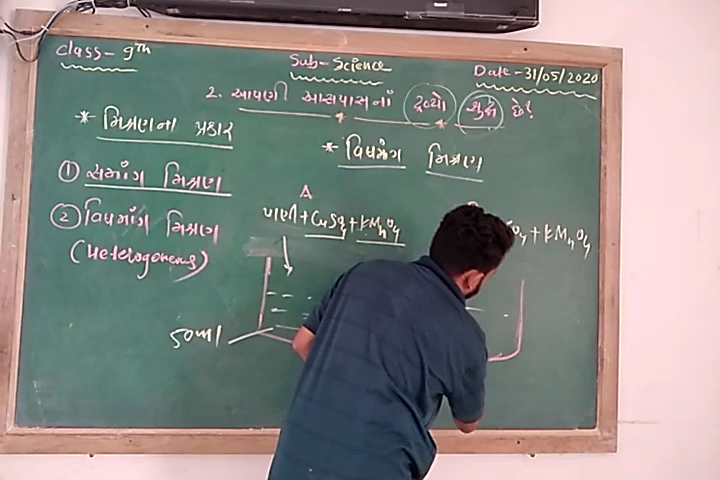 Class- 9TH
Sub- Science
Date - 31/05/2020
2. આપણી આસપાસનાં દ્રવ્યો શુદ્ધ છે?
* મિશ્રણના પ્રકાર
* વિષમાંગ મિશ્રણ
① સમાંગ મિશ્રણ
② વિષમાંગ મિશ્રણ
(Heterogoneous)
A
પાણી + CuSO4 + KMnO4
O4 + KMnO4
50ml